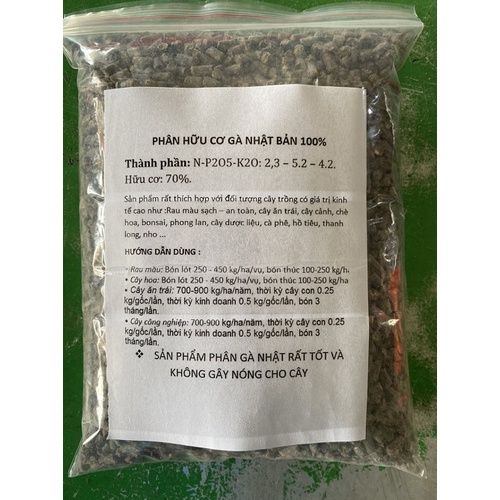 PHÂN HỮU CƠ GÀ NHẬT BẢN 100%
Thành phần: N-P2O5-K2O: 2,3 – 5.2 – 4.2.
Hữu cơ: 70%.
Sản phẩm rất thích hợp với đối tượng cây trồng có giá trị kinh
tế cao như :Rau màu sạch – an toàn, cây ăn trái, cây cảnh, chè
hoa, bonsai, phong lan, cây dược liệu, cà phê, hồ tiêu, thanh
long, nho ...
HƯỚNG DẪN DÙNG :
• Rau màu: Bón lót 250 - 450 kg/ha/vụ, bón thúc 100-250 kg/h
• Cây hoa: Bón lót 250 - 450 kg/ha/vụ, bón thúc 100-250 kg/ha
• Cây ăn trái: 700-900 kg/ha/năm, thời kỳ cây con 0.25
kg/gốc/lần, thời kỳ kinh doanh 0.5 kg/gốc/lần, bón 3
tháng/lần.
• Cây công nghiệp: 700-900 kg/ha/năm, thời kỳ cây con 0.25
kg/gốc/lần, thời kỳ kinh doanh 0.5 kg/gốc/lần, bón 3
tháng/lần.
❖ SẢN PHẨM PHÂN GÀ NHẬT RẤT TỐT VÀ
KHÔNG GÂY NÓNG CHO CÂY